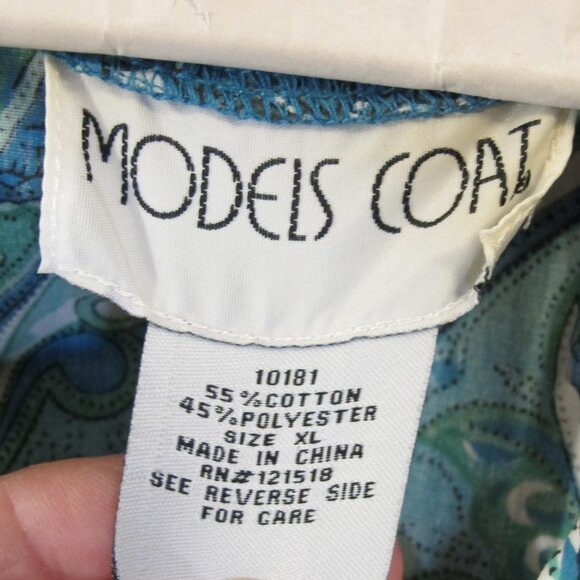 MODELS COAT
10181
55%COTTON
45%POLYESTER
SIZE XL
MADE IN CHINA
RN#121518
SEE REVERSE SIDE
FOR CARE